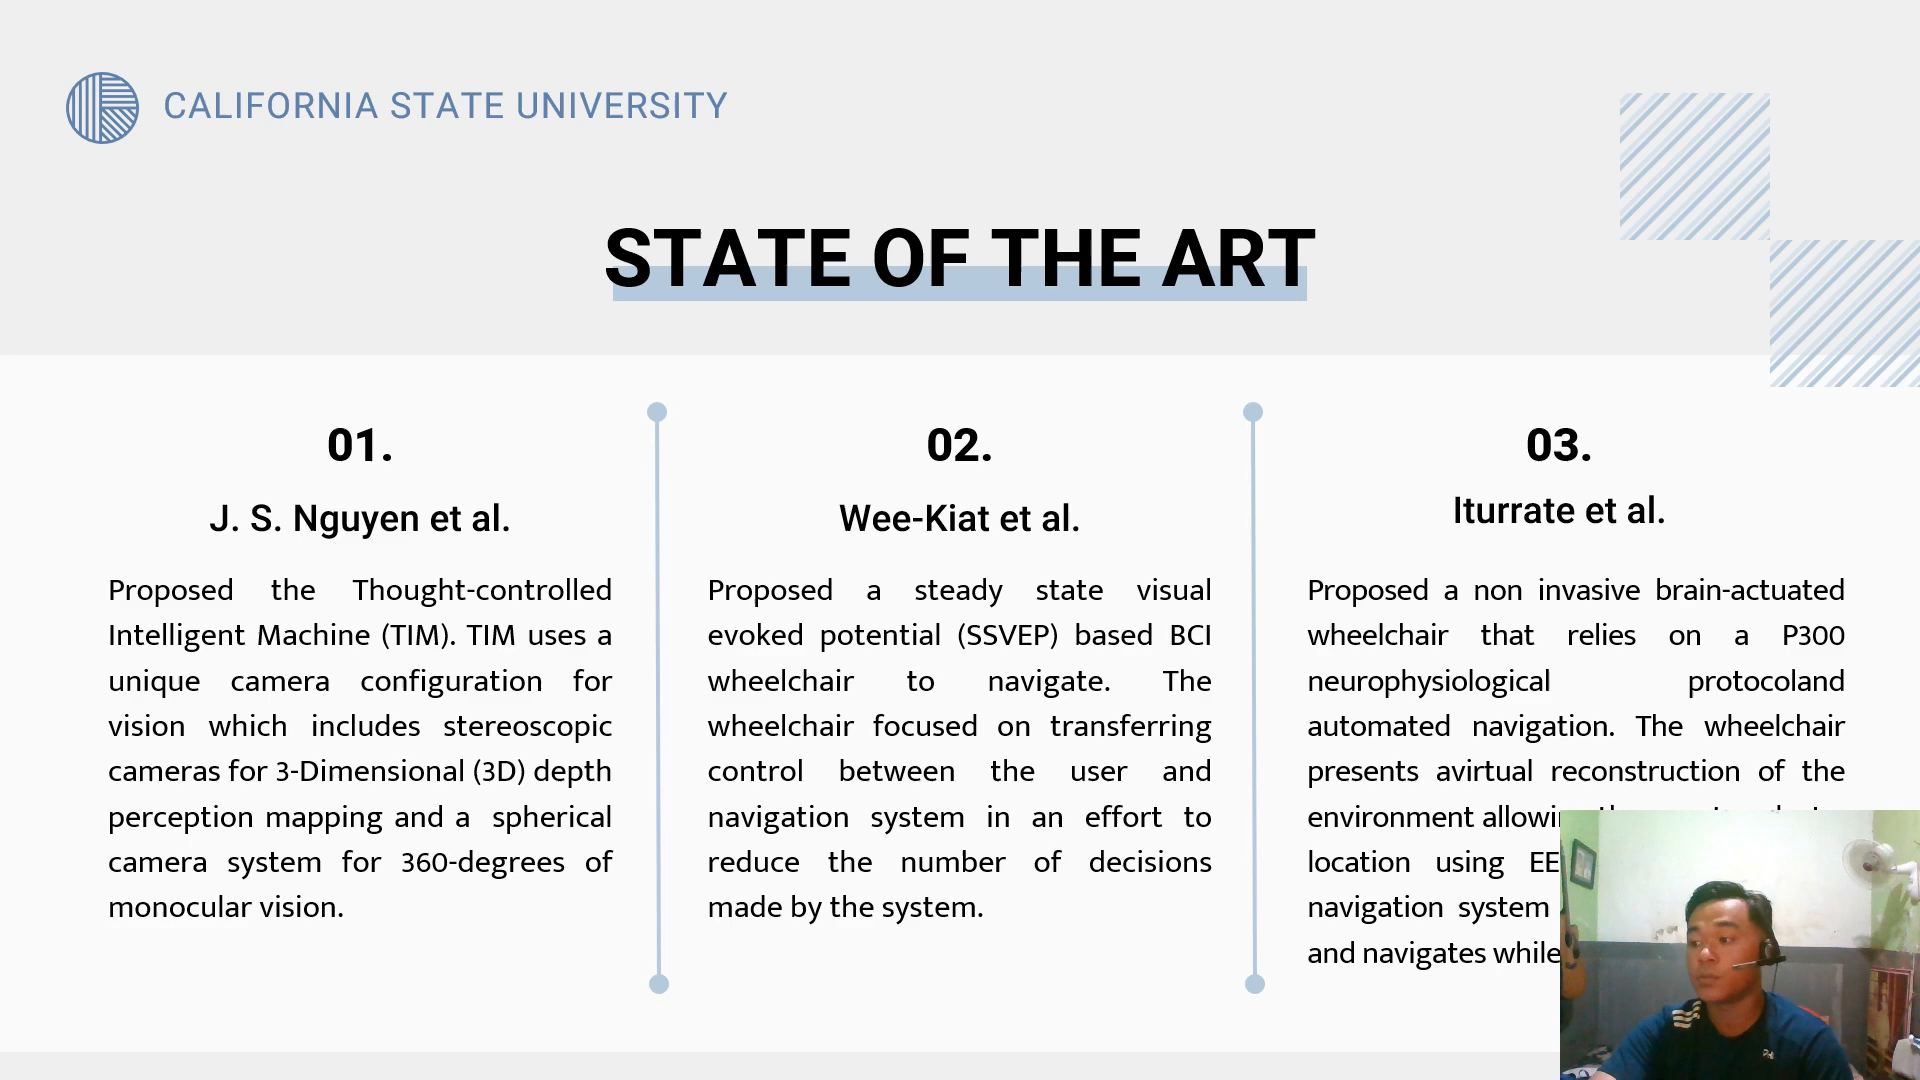 CALIFORNIA STATE UNIVERSITY
STATE OF THE ART
01.
J. S. Nguyen et al.
Proposed the Thought-controlled
Intelligent Machine (TIM). TIM uses a
unique camera configuration for
vision which includes stereoscopic
cameras for 3-Dimensional (3D) depth
perception mapping and a spherical
camera system for 360-degrees of
monocular vision.
02.
Wee-Kiat et al.
Proposed a steady state visual
evoked potential (SSVEP) based BCI
wheelchair to navigate. The
wheelchair focused on transferring
control between the user and
navigation system in an effort to
reduce the number of decisions
made by the system.
03.
Iturrate et al.
Proposed a non invasive brain-actuated
wheelchair that relies on a P300
neurophysiological protocoland
automated navigation. The wheelchair
presents avirtual reconstruction of the
environment
location using
navigation system
and navigates while